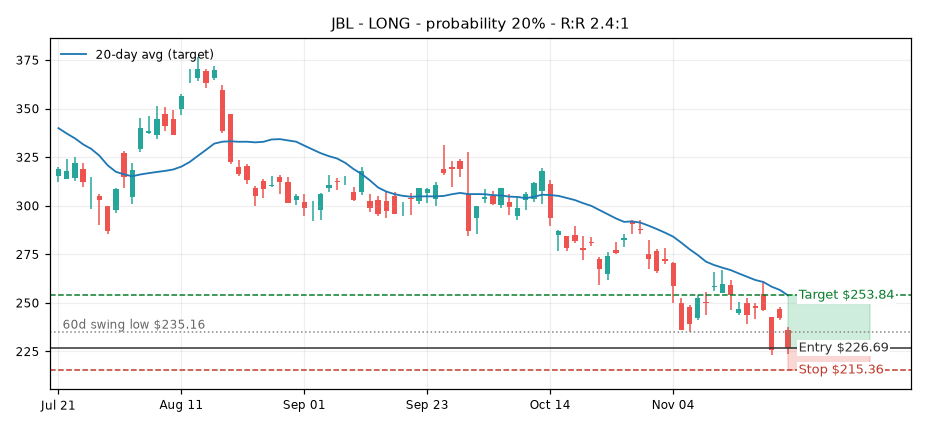 JBL - LONG - probability 20% - R:R 2.4:1
20-day avg (target)
375
350
325
300
275
250
225
60d swing low $235.16
Target $253.84
Entry $226.69
Stop $215.36
Jul 21
Aug 11
Sep 01
Sep 23
Oct 14
Nov 04